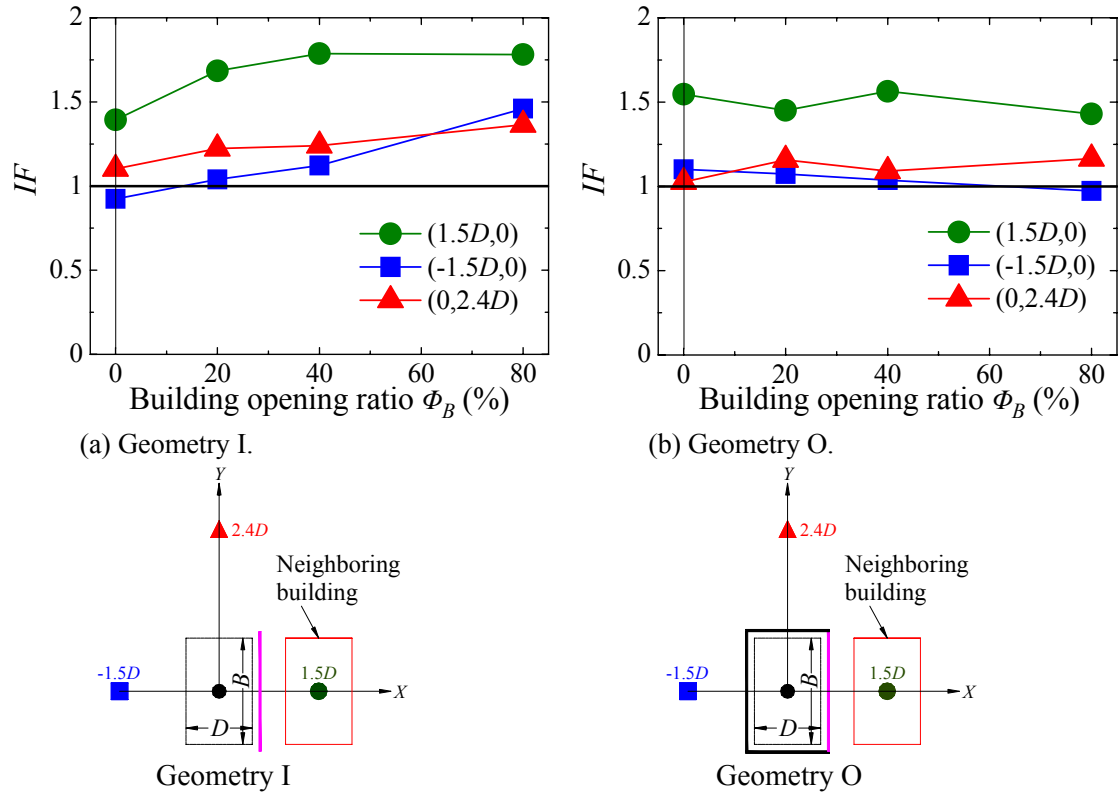 2
1.5
1
0.5
0
IF
(1.5D,0)
(-1.5D,0)
(0,2.4D)
0 20 40 60 80
Building opening ratio Φ_B (%)
(a) Geometry I.
2
1.5
1
0.5
0
IF
(1.5D,0)
(-1.5D,0)
(0,2.4D)
0 20 40 60 80
Building opening ratio Φ_B (%)
(b) Geometry O.
Y
2.4D
Neighboring
building
-1.5D
B
1.5D
X
D
Geometry I
Y
2.4D
Neighboring
building
-1.5D
B
1.5D
X
D
Geometry O